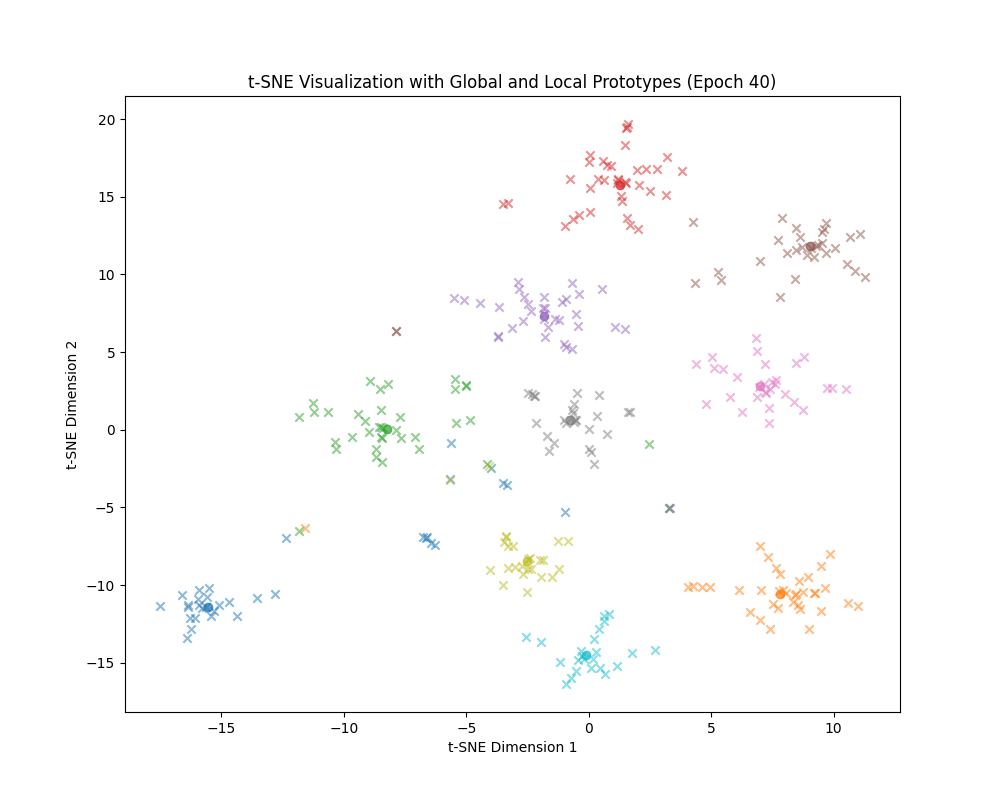 t-SNE Visualization with Global and Local Prototypes (Epoch 40)
20
15
10
5
0
−5
−10
−15
t-SNE Dimension 2
−15 −10 −5 0 5 10
t-SNE Dimension 1